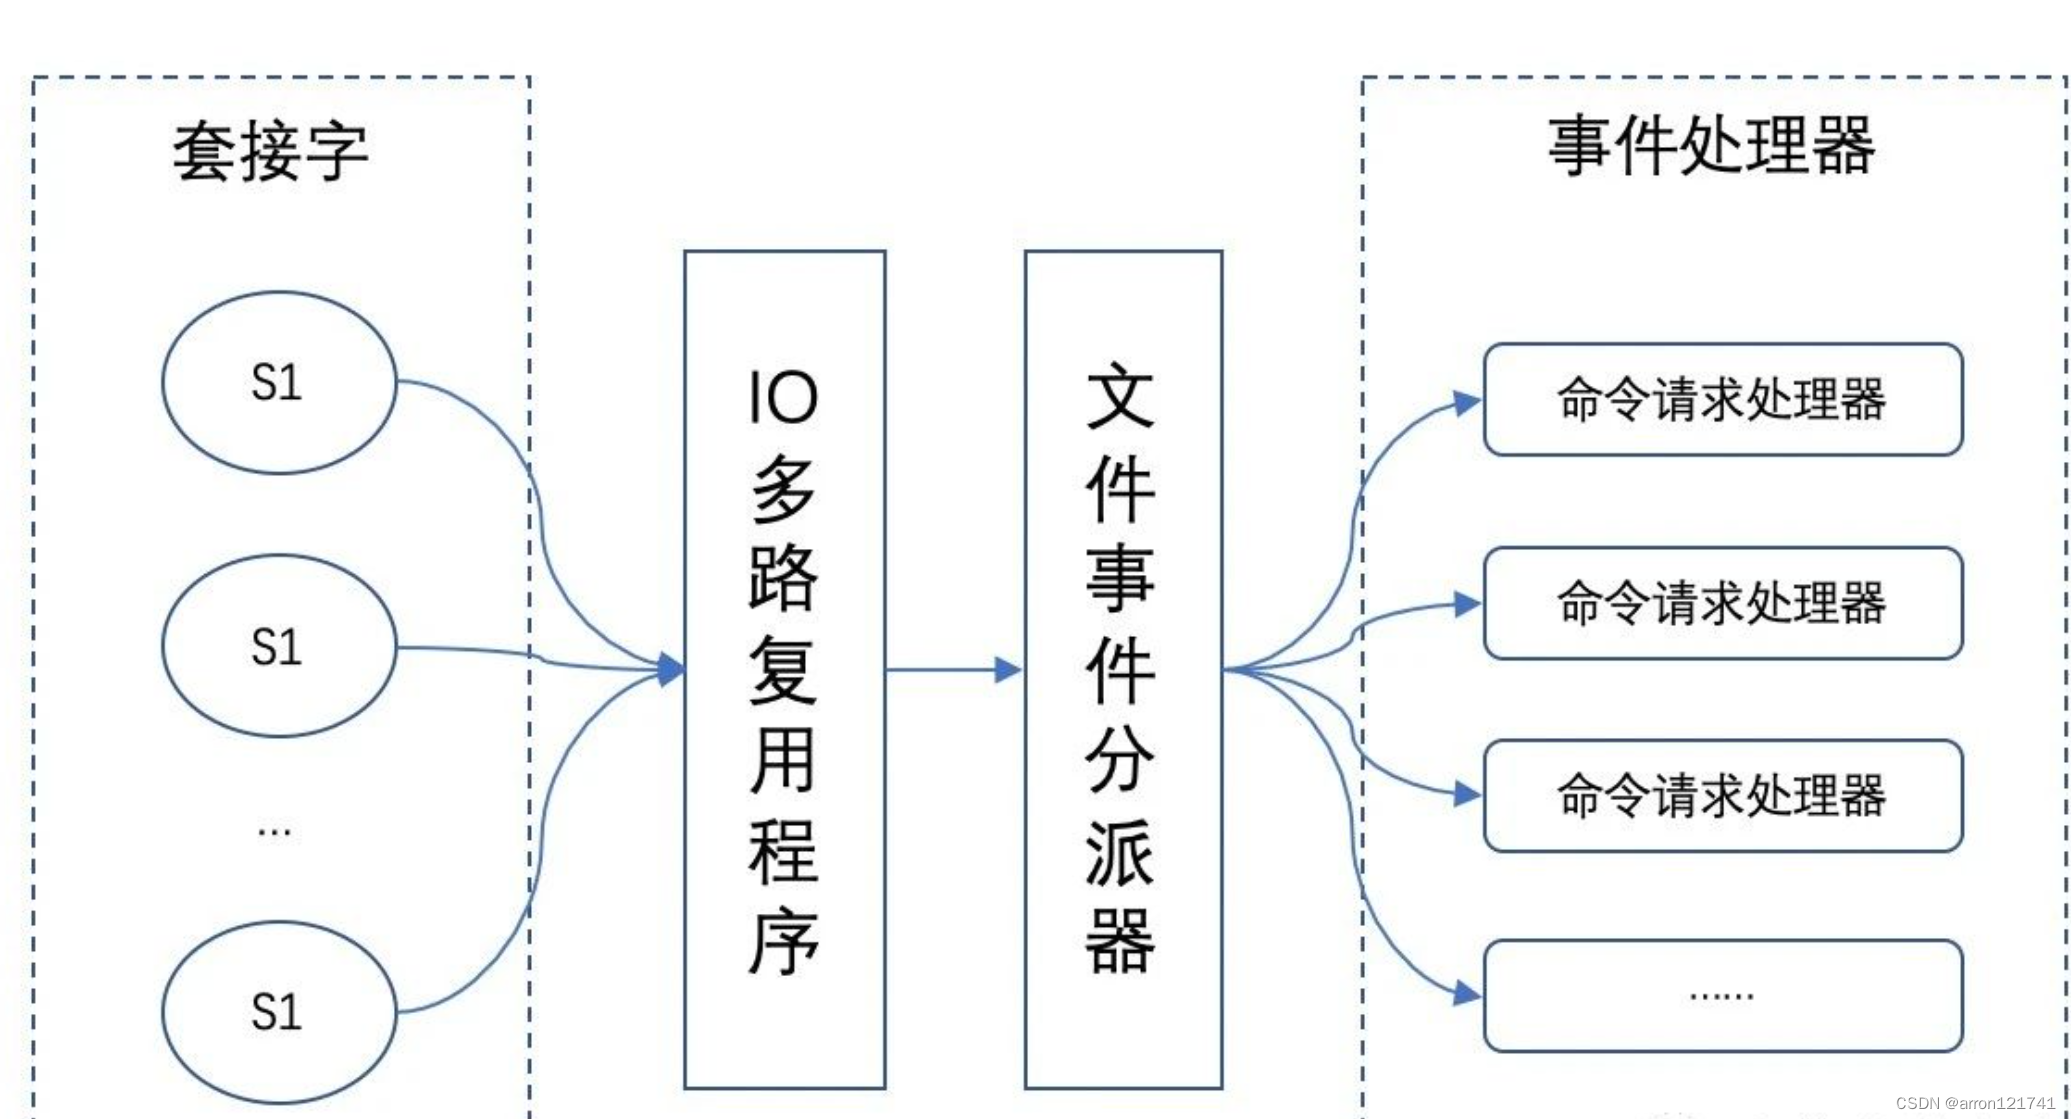 套接字
事件处理器
S1
S1
...
S1
IO多路复用程序
文件事件分派器
命令请求处理器
命令请求处理器
命令请求处理器
......
CSDN @arron121741